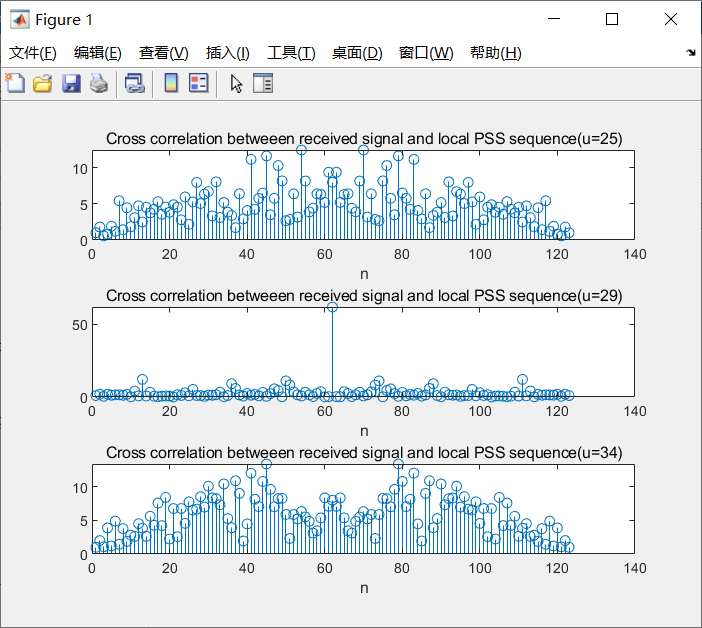 Figure 1
文件(F) 编辑(E) 查看(V) 插入(I) 工具(T) 桌面(D) 窗口(W) 帮助(H)
Cross correlation betweeen received signal and local PSS sequence(u=25)
10
5
0
0 20 40 60 80 100 120 140
n
Cross correlation betweeen received signal and local PSS sequence(u=29)
50
0
0 20 40 60 80 100 120 140
n
Cross correlation betweeen received signal and local PSS sequence(u=34)
10
5
0
0 20 40 60 80 100 120 140
n